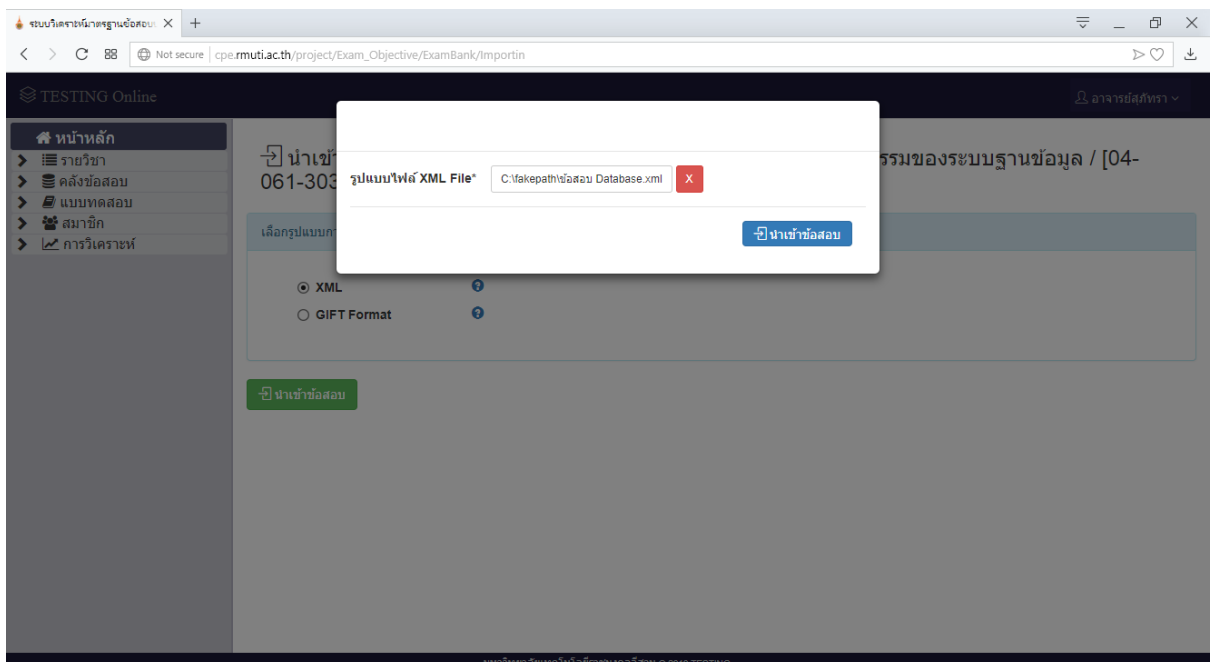 ระบบวิเคราะห์มาตรฐานข้อสอบ
Not secure cpe.rmuti.ac.th/project/Exam_Objective/ExamBank/Importin
TESTING Online
อาจารย์สุภัทรา
หน้าหลัก
รายวิชา
คลังข้อสอบ
แบบทดสอบ
สมาชิก
การวิเคราะห์
นำเข้า
รรมของระบบฐานข้อมูล / [04-
061-303
รูปแบบไฟล์ XML File*
C:\fakepath\ข้อสอบ Database.xml
X
นำเข้าข้อสอบ
เลือกรูปแบบกา
XML
GIFT Format
นำเข้าข้อสอบ